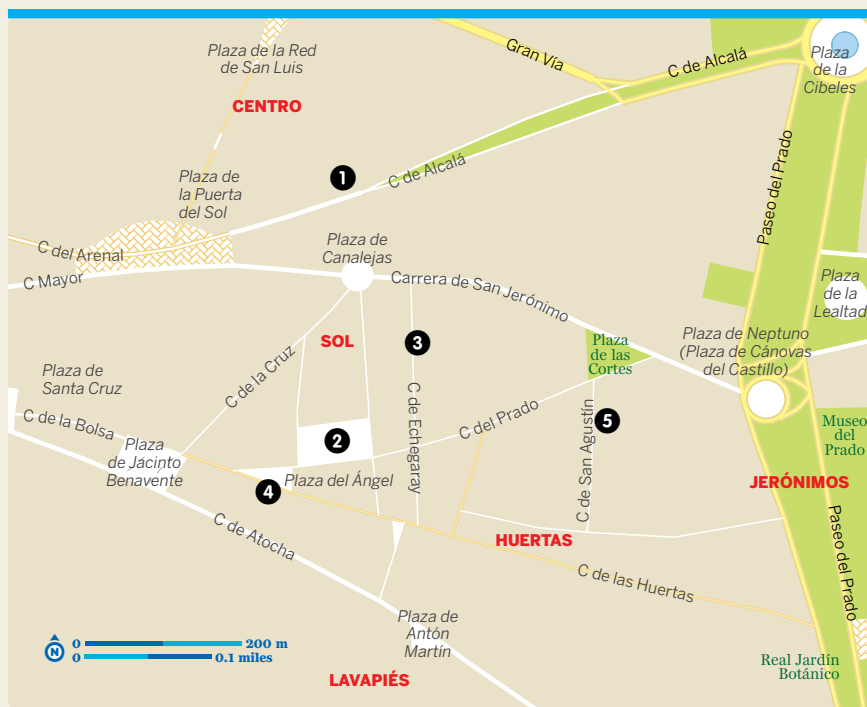 Plaza de la Red
de San Luis
Gran Vía
C de Alcalá
Plaza
de la
Cibeles
CENTRO
Plaza de
la Puerta
del Sol
1
C de Alcalá
Paseo del Prado
C del Arenal
C Mayor
Plaza de
Canalejas
Carrera de San Jerónimo
Plaza
de la
Lealtad
SOL
3
Plaza
de las
Cortes
Plaza de Neptuno
(Plaza de Cánovas
del Castillo)
Plaza de
Santa Cruz
C de la Cruz
C de Echegaray
C del Prado
C de San Agustín
5
C de la Bolsa
Plaza
de Jacinto
Benavente
2
Museo
del
Prado
4
Plaza del Ángel
JERÓNIMOS
C de Atocha
HUERTAS
Paseo del Prado
C de las Huertas
Plaza de
Antón
Martín
N
0
200 m
0
0.1 miles
LAVAPIÉS
Real Jardín
Botánico